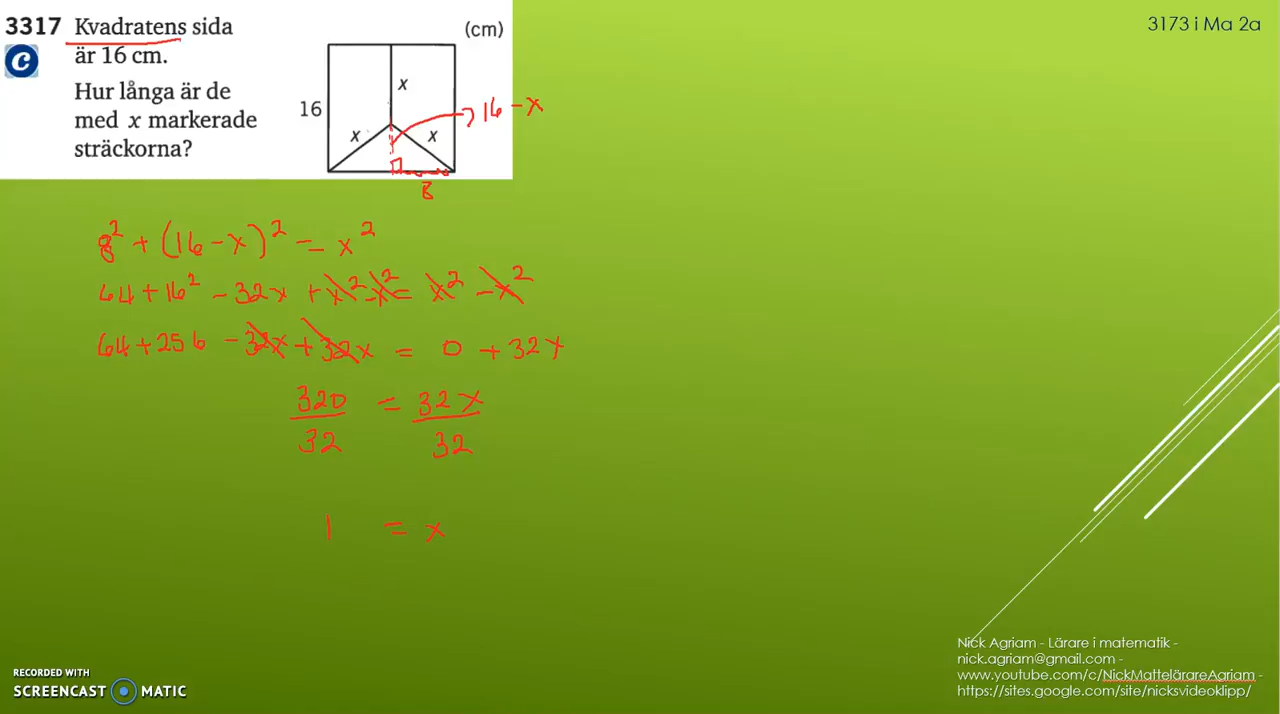 3317 Kvadratens sida
är 16 cm.
C
Hur långa är de
med x markerade
sträckorna?
(cm)
x
16
x
x
16 - x
8
3173 i Ma 2a
8² + (16 - x)² = x²
64 + 16² - 32x + x² - x² = x² - x²
64 + 256 - 32x + 32x = 0 + 32x
320 = 32x
32 32
1 = x
RECORDED WITH
SCREENCAST MATIC
Nick Agriam - Lärare i matematik -
nick.agriam@gmail.com -
www.youtube.com/c/NickMattelärareAgriam -
https://sites.google.com/site/nicksvideoklipp/